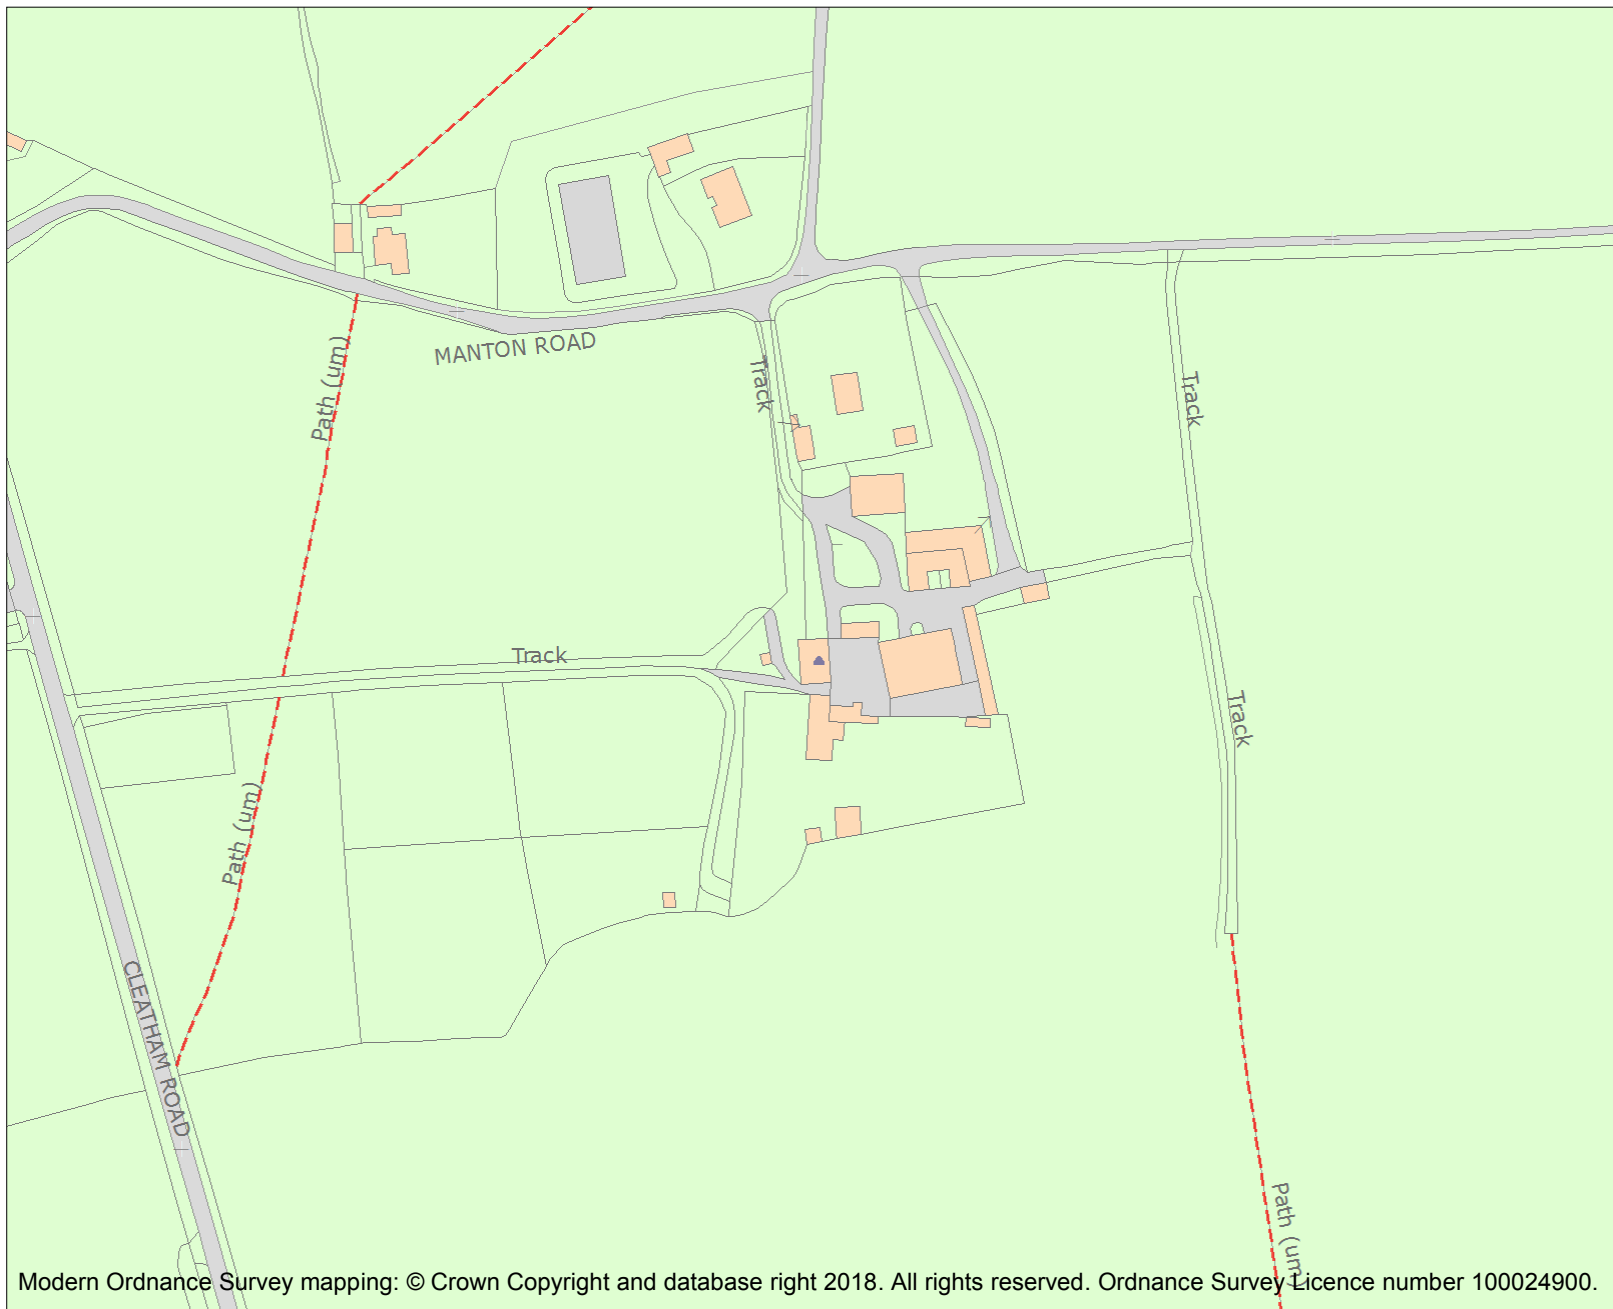 MANTON ROAD
Path (um)
Track
Track
Track
Track
Path (um)
CLEATHAM ROAD
Path (um)
Modern Ordnance Survey mapping: © Crown Copyright and database right 2018. All rights reserved. Ordnance Survey Licence number 100024900.